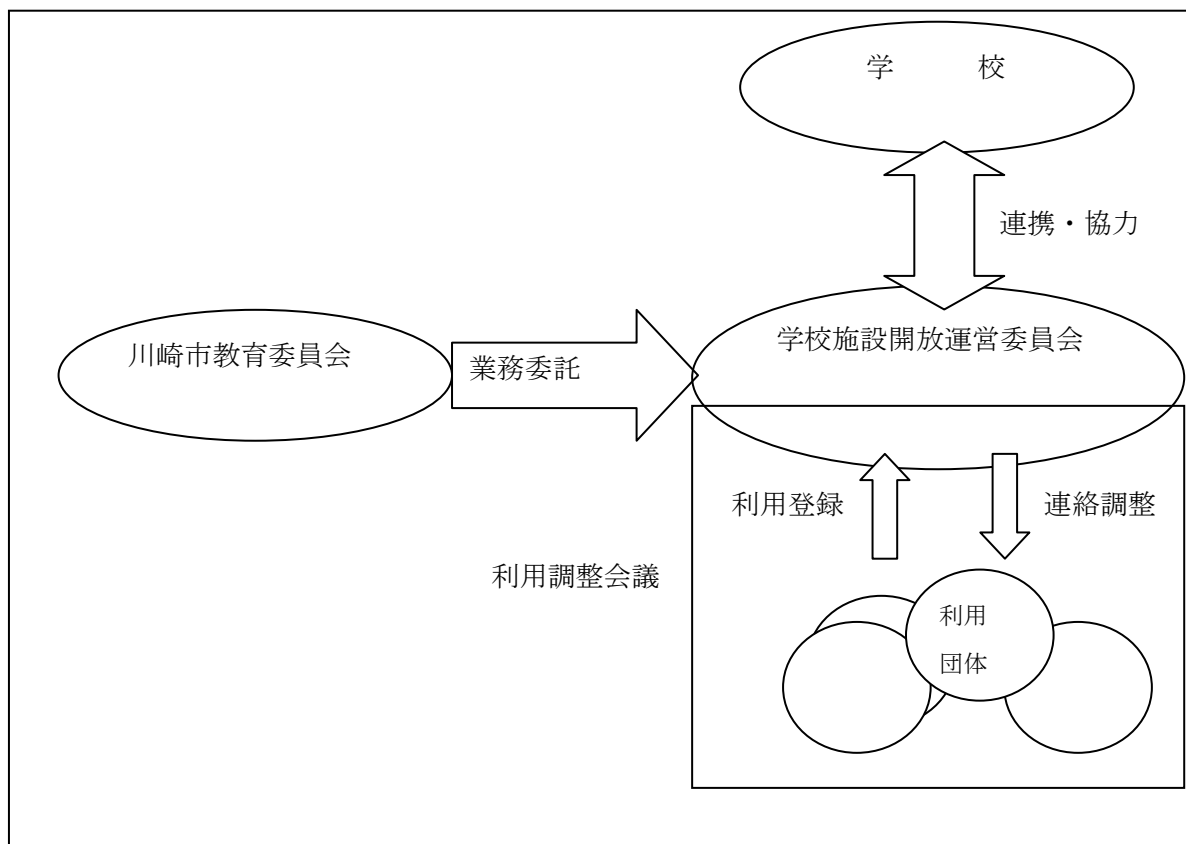 学　　　校
連携・協力
学校施設開放運営委員会
川崎市教育委員会
業務委託
利用登録
連絡調整
利用調整会議
利用
団体